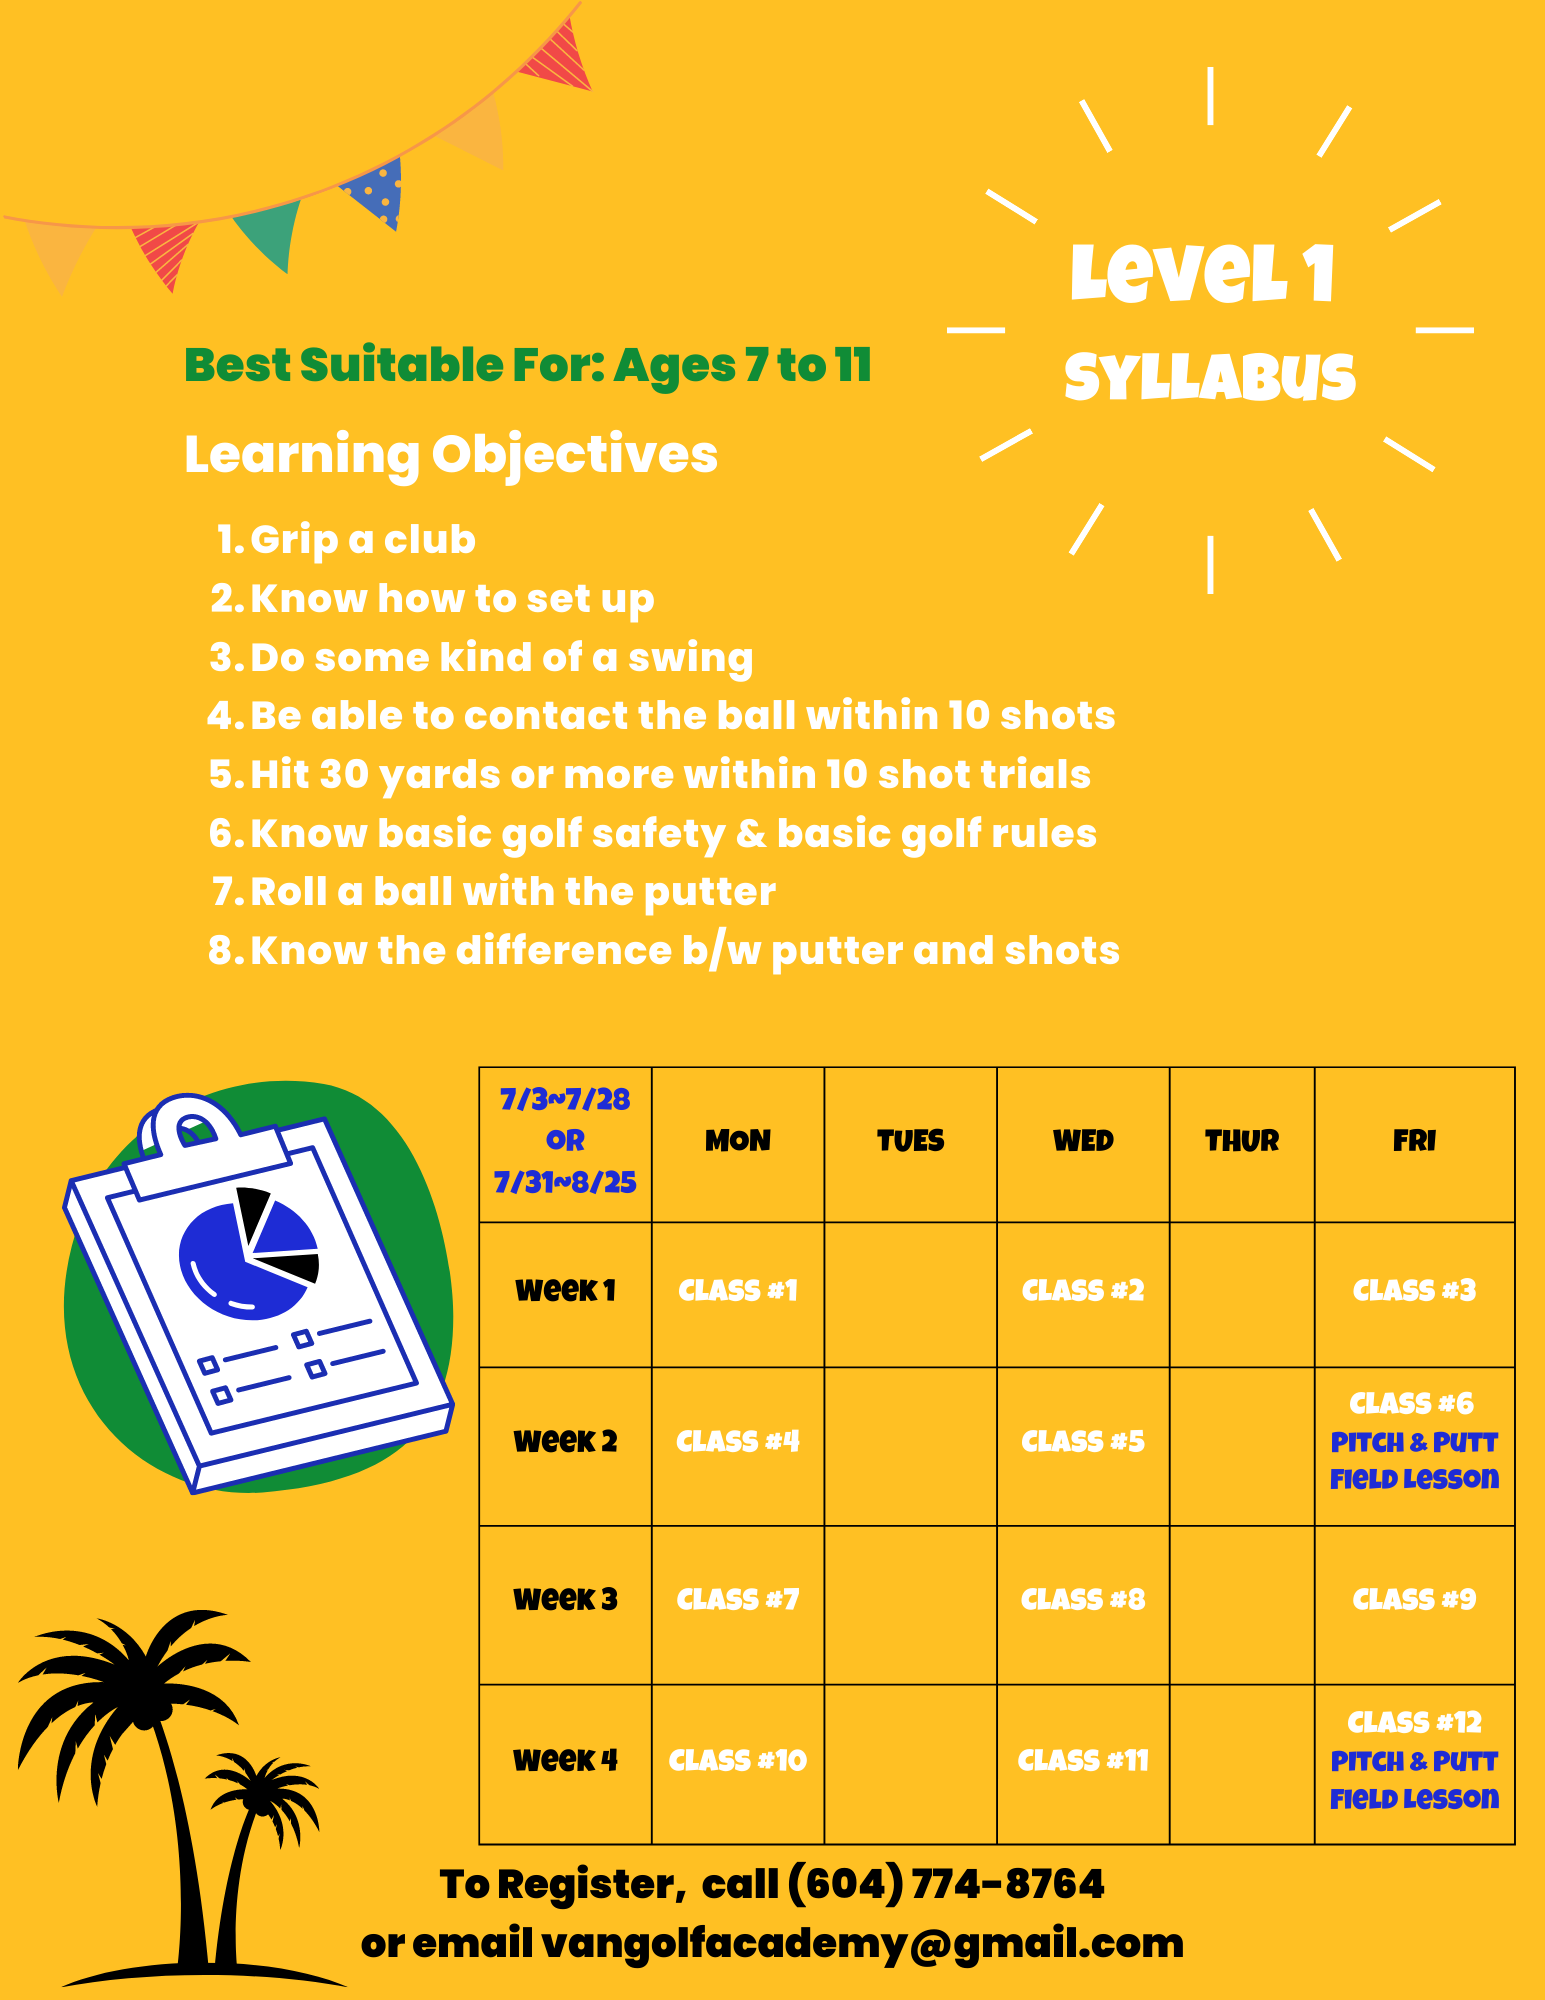 Level 1
SYLLABUS
Best Suitable For: Ages 7 to 11
Learning Objectives
1. Grip a club
2. Know how to set up
3. Do some kind of a swing
4. Be able to contact the ball within 10 shots
5. Hit 30 yards or more within 10 shot trials
6. Know basic golf safety & basic golf rules
7. Roll a ball with the putter
8. Know the difference b/w putter and shots
7/3~7/28
OR
7/31~8/25
MON TUES WED THUR FRI
Week 1 CLASS #1 CLASS #2 CLASS #3
Week 2 CLASS #4 CLASS #5 CLASS #6
PITCH & PUTT
Field Lesson
Week 3 CLASS #7 CLASS #8 CLASS #9
Week 4 CLASS #10 CLASS #11 CLASS #12
PITCH & PUTT
Field Lesson
To Register, call (604) 774-8764
or email vangolfacademy@gmail.com